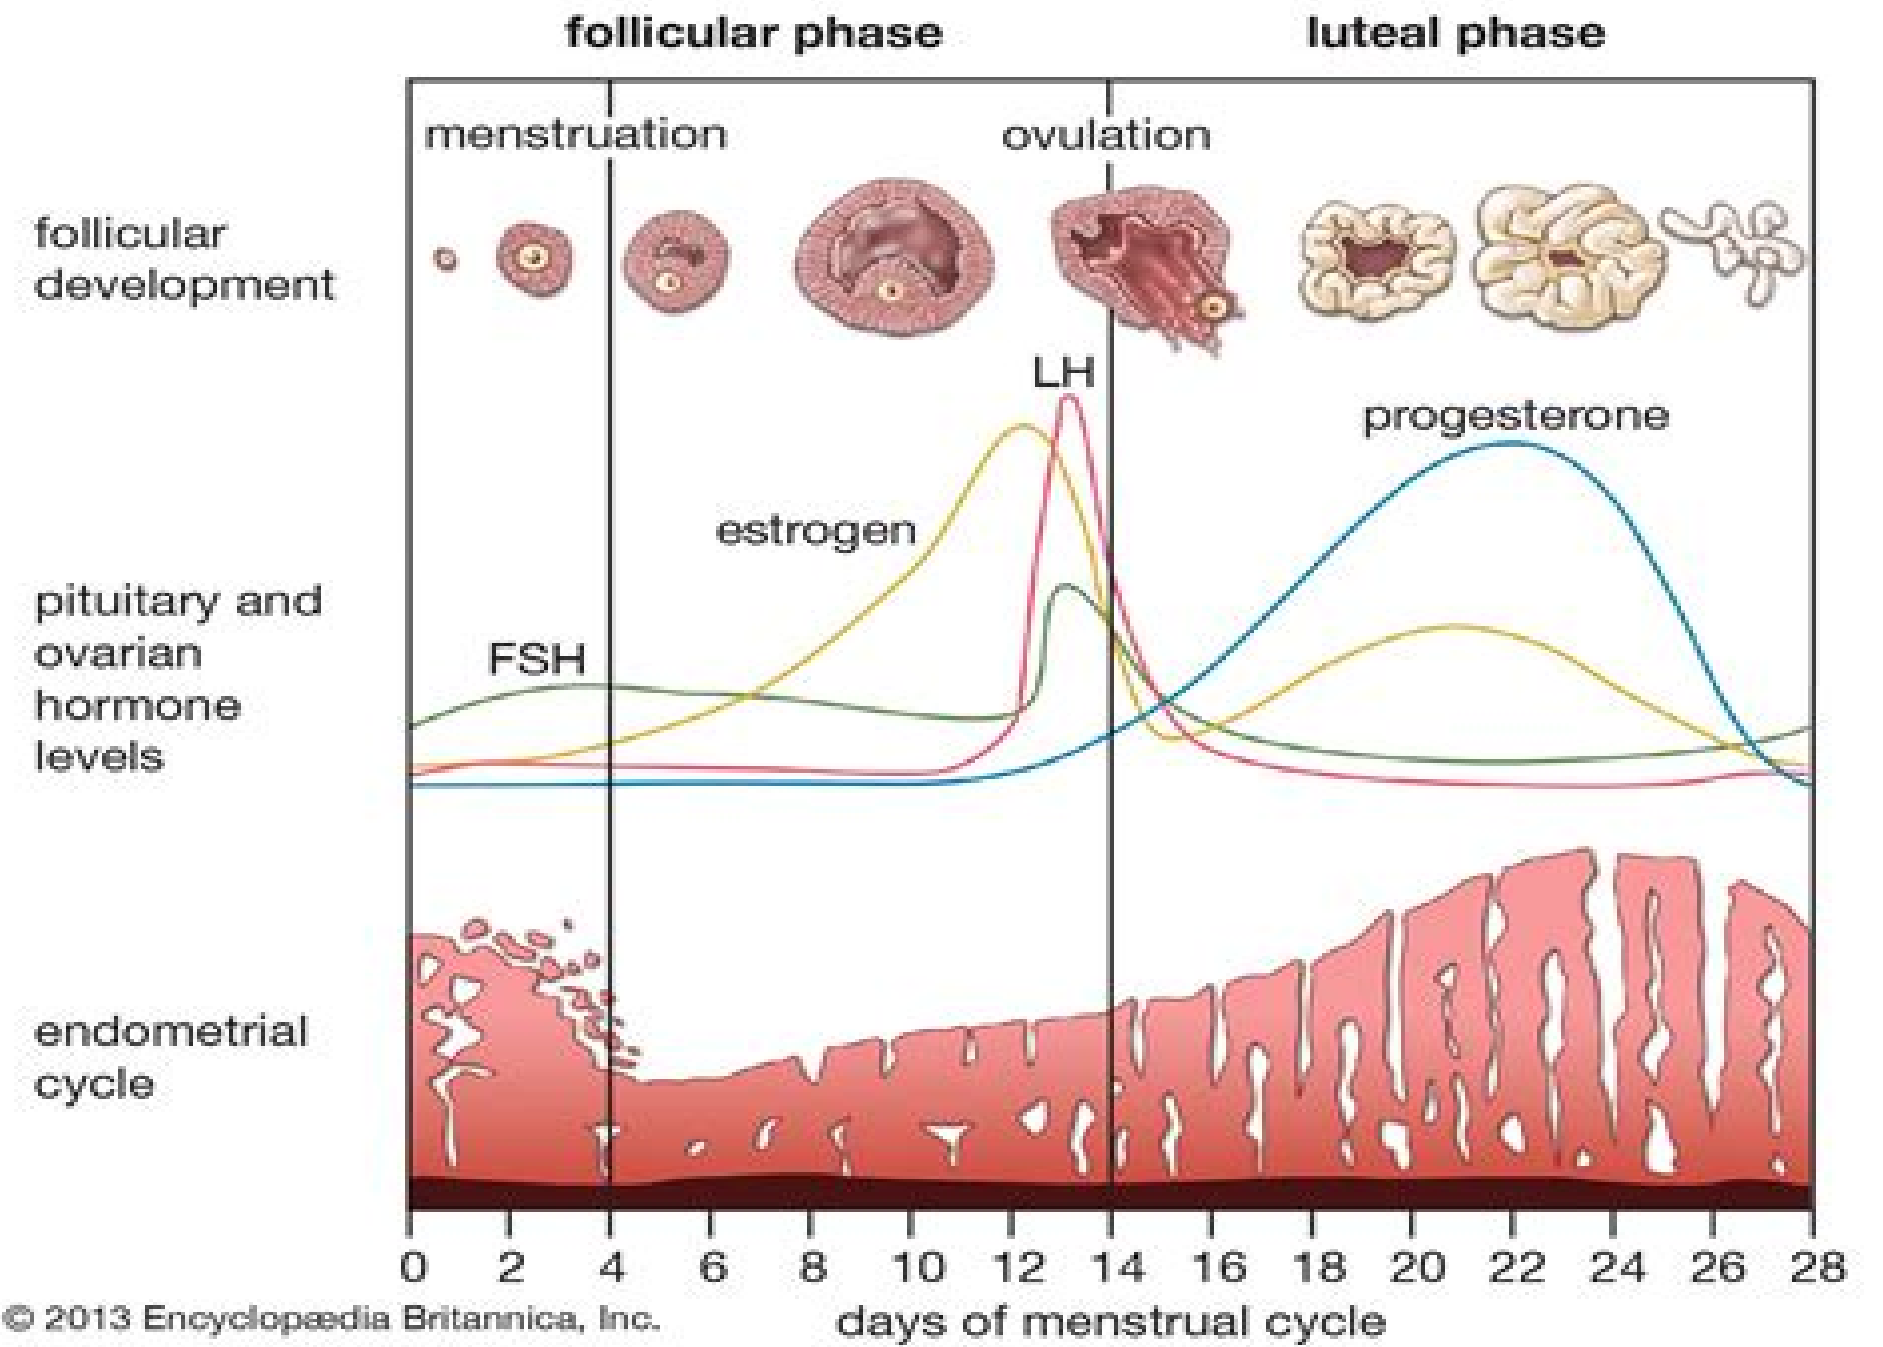 follicular phase
luteal phase
menstruation
ovulation
follicular
development
LH
progesterone
estrogen
pituitary and
ovarian
hormone
levels
FSH
endometrial
cycle
0 2 4 6 8 10 12 14 16 18 20 22 24 26 28
© 2013 Encyclopædia Britannica, Inc.
days of menstrual cycle